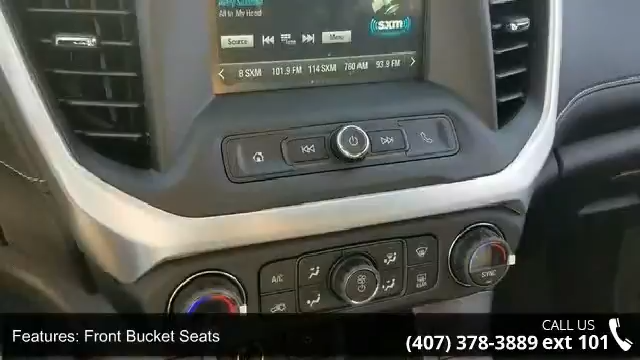 All In My Head
sxm
Source
Menu
8 SXM 101.9 FM 114 SXM 760 AM 93.9 FM
A/C
REAR
SYNC
CALL US
Features: Front Bucket Seats
(407) 378-3889 ext 101